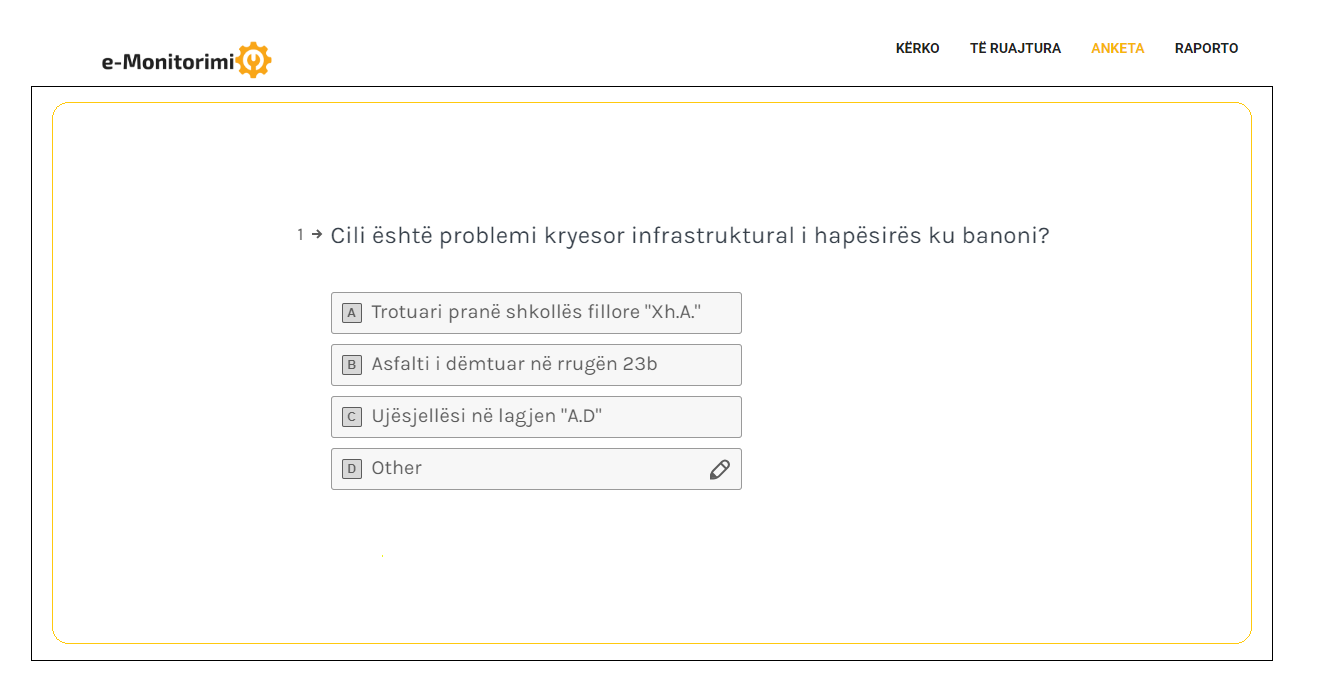 e-Monitorimi
KËRKO TË RUAJTURA ANKETA RAPORTO
1 → Cili është problemi kryesor infrastruktural i hapësirës ku banoni?
A Trotuari pranë shkollës fillore "Xh.A."
B Asfalti i dëmtuar në rrugën 23b
C Ujësjellësi në lagjen "A.D"
D Other